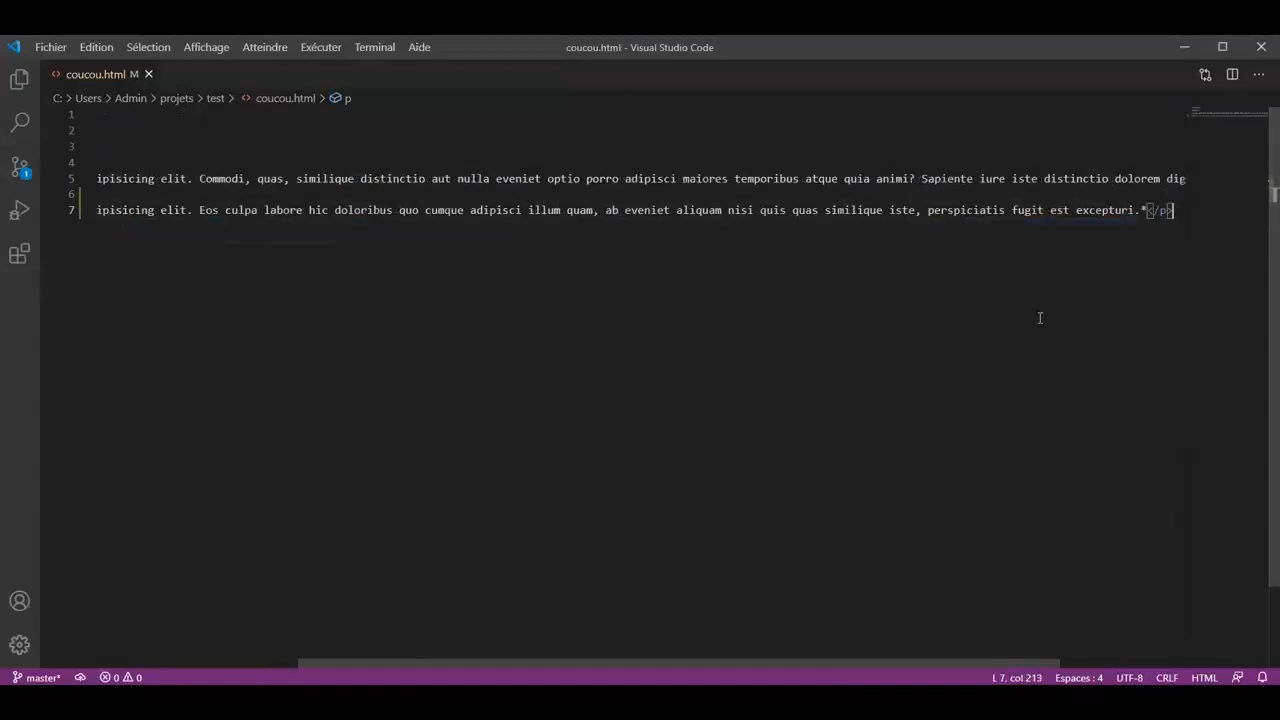 Fichier Edition Sélection Affichage Atteindre Exécuter Terminal Aide coucou.html - Visual Studio Code
coucou.html M
C: > Users > Admin > projets > test > coucou.html > p
1
2
3
4
5 ipisicing elit. Commodi, quas, similique distinctio aut nulla eveniet optio porro adipisci maiores temporibus atque quia animi? Sapiente iure iste distinctio dolorem dig
6
7 ipisicing elit. Eos culpa labore hic doloribus quo cumque adipisci illum quam, ab eveniet aliquam nisi quis quas similique iste, perspiciatis fugit est excepturi.*</p>
1
master* 0 0 L 7, col 213 Espaces : 4 UTF-8 CRLF HTML